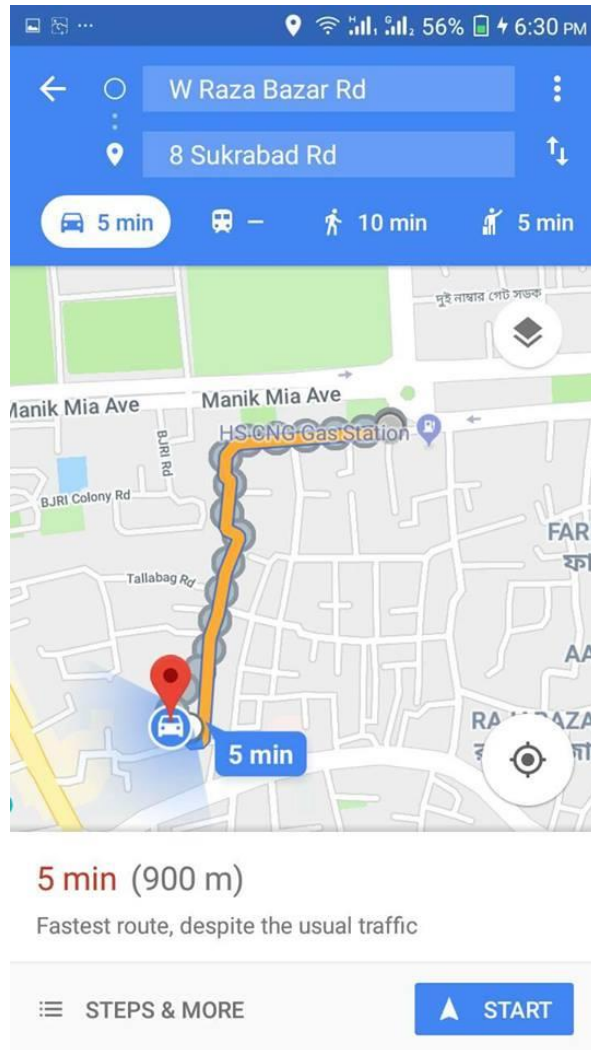 56% 6:30 PM
W Raza Bazar Rd
8 Sukrabad Rd
5 min – 10 min 5 min
দুই নাম্বার গেট সড়ক
Manik Mia Ave
Manik Mia Ave
HS CNG Gas Station
BJRI Rd
BJRI Colony Rd
FAR
ফা
Tallabag Rd
AA
5 min
5 min (900 m)
Fastest route, despite the usual traffic
STEPS & MORE START